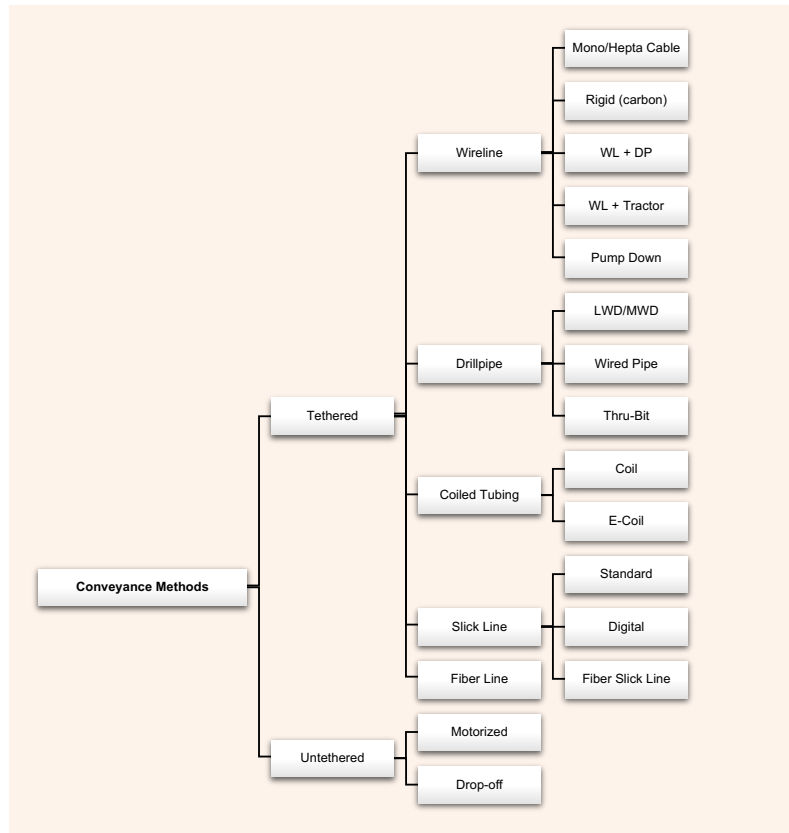 Conveyance Methods
Tethered
Wireline
Mono/Hepta Cable
Rigid (carbon)
WL + DP
WL + Tractor
Pump Down
Drillpipe
LWD/MWD
Wired Pipe
Thru-Bit
Coiled Tubing
Coil
E-Coil
Slick Line
Standard
Digital
Fiber Slick Line
Fiber Line
Untethered
Motorized
Drop-off